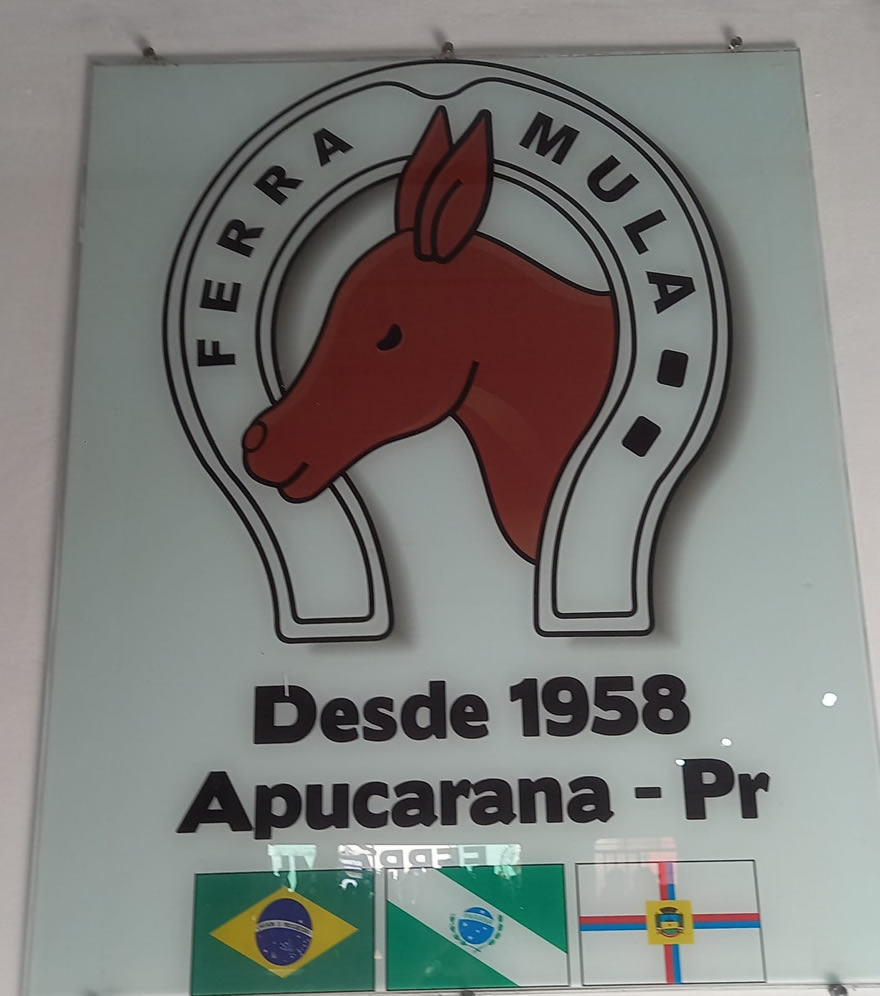 FERRA MULA
Desde 1958
Apucarana - Pr